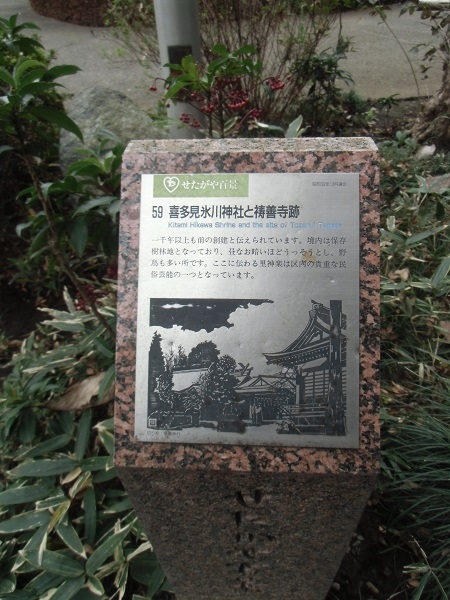 せたがや百景
59 喜多見氷川神社と祷善寺跡
Kitami Hikawa Shrine and the site of Tozenji Temple
一千年以上も前の創建と伝えられています。境内は保存
樹林地となっており、昼なお暗いほどうっそうとし、野
鳥も多い所です。ここに伝わる里神楽は区内の貴重な民
俗芸能の一つとなっています。